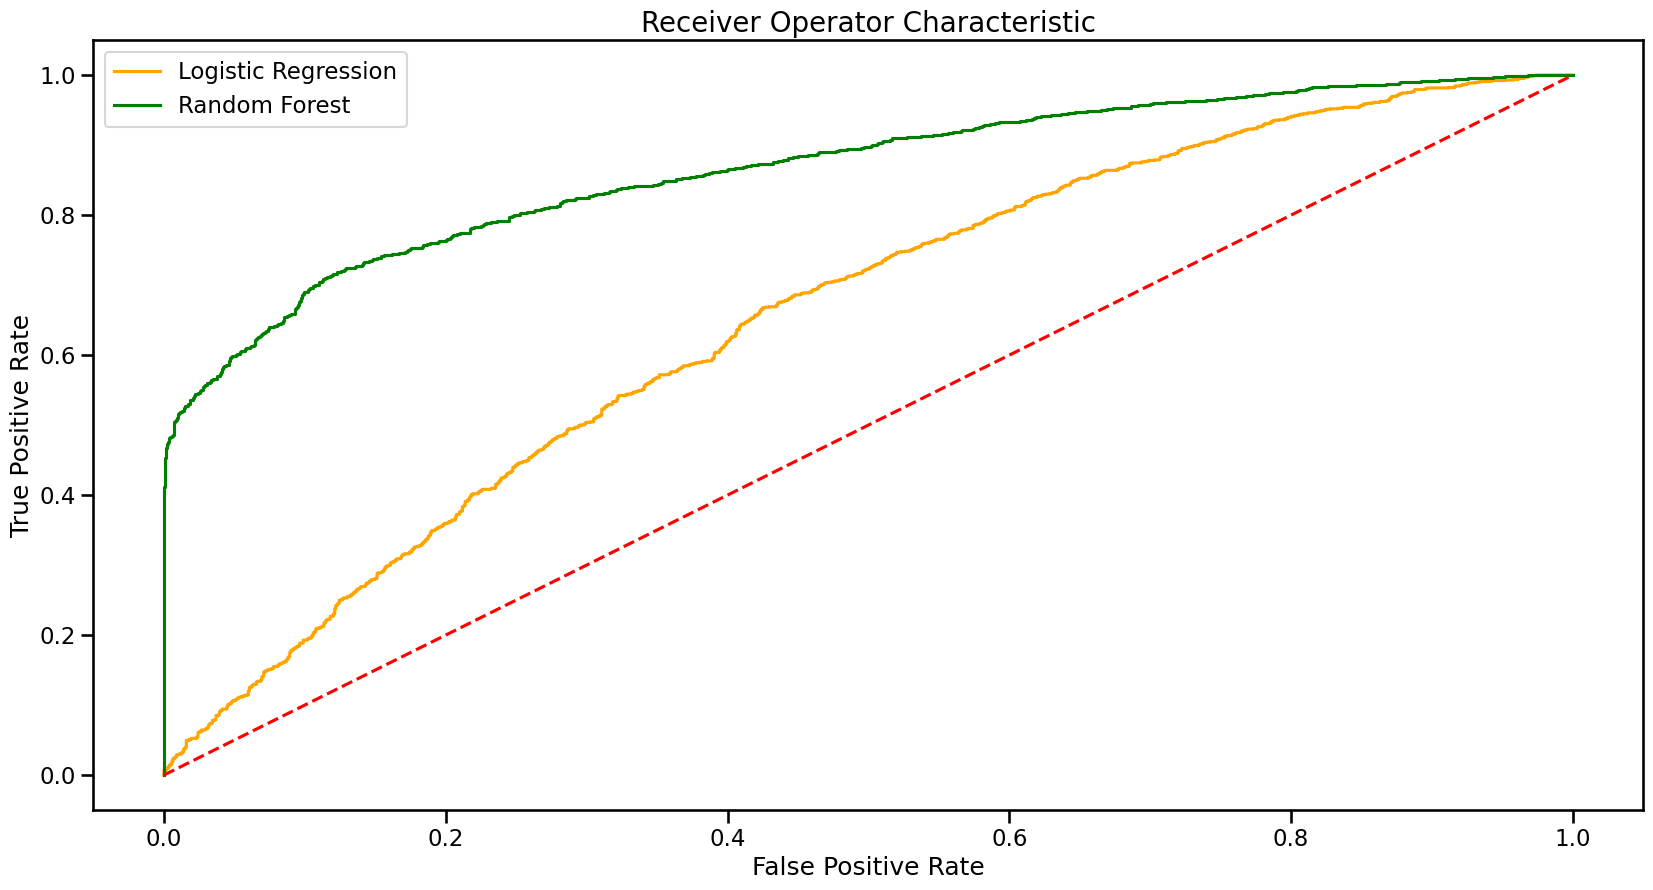 Receiver Operator Characteristic
Logistic Regression
Random Forest
True Positive Rate
1.0
0.8
0.6
0.4
0.2
0.0
0.0 0.2 0.4 0.6 0.8 1.0
False Positive Rate